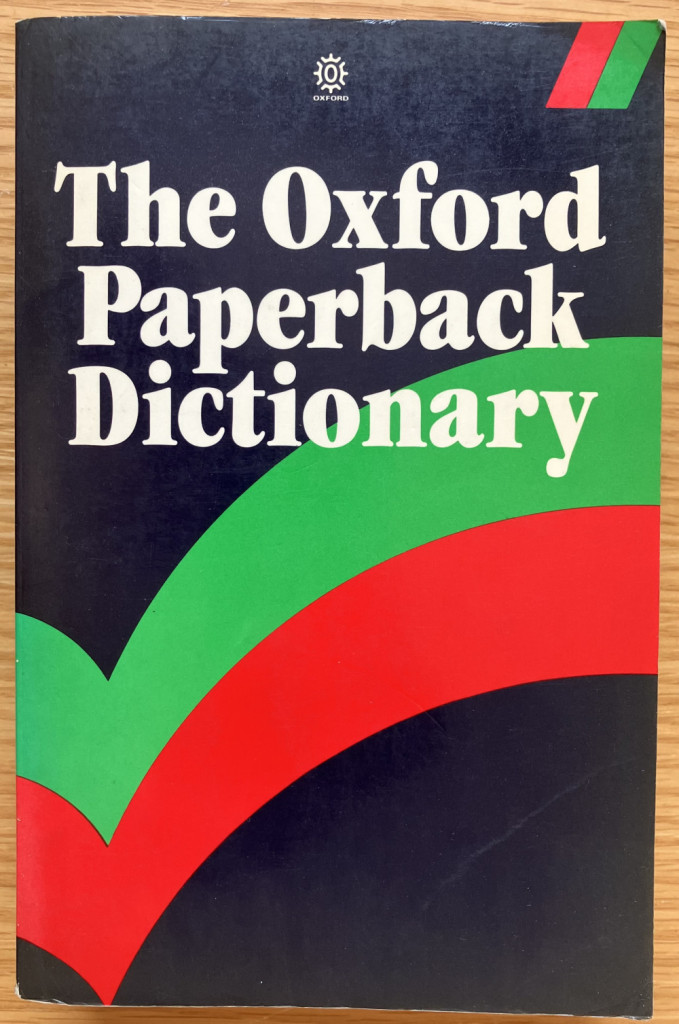 O
OXFORD
The Oxford
Paperback
Dictionary